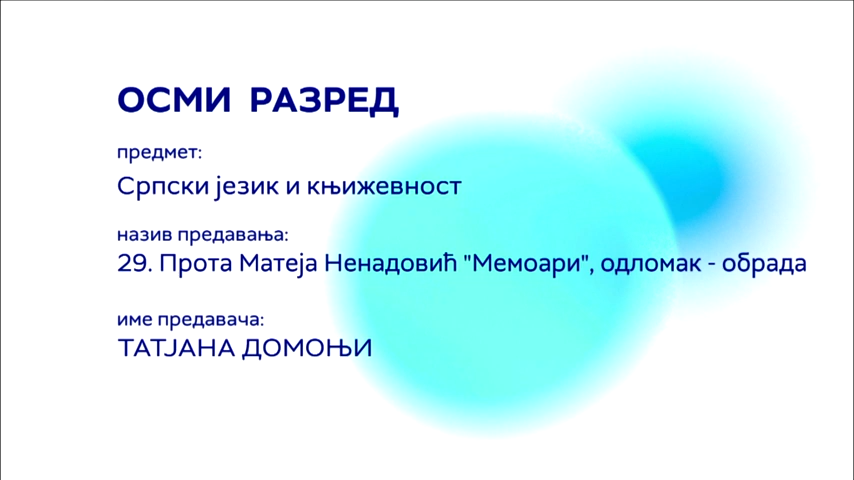 ОСМИ РАЗРЕД
предмет:
Српски језик и књижевност
назив предавања:
29. Прота Матеја Ненадовић "Мемоари", одломак - обрада
име предавача:
ТАТЈАНА ДОМОЊИ